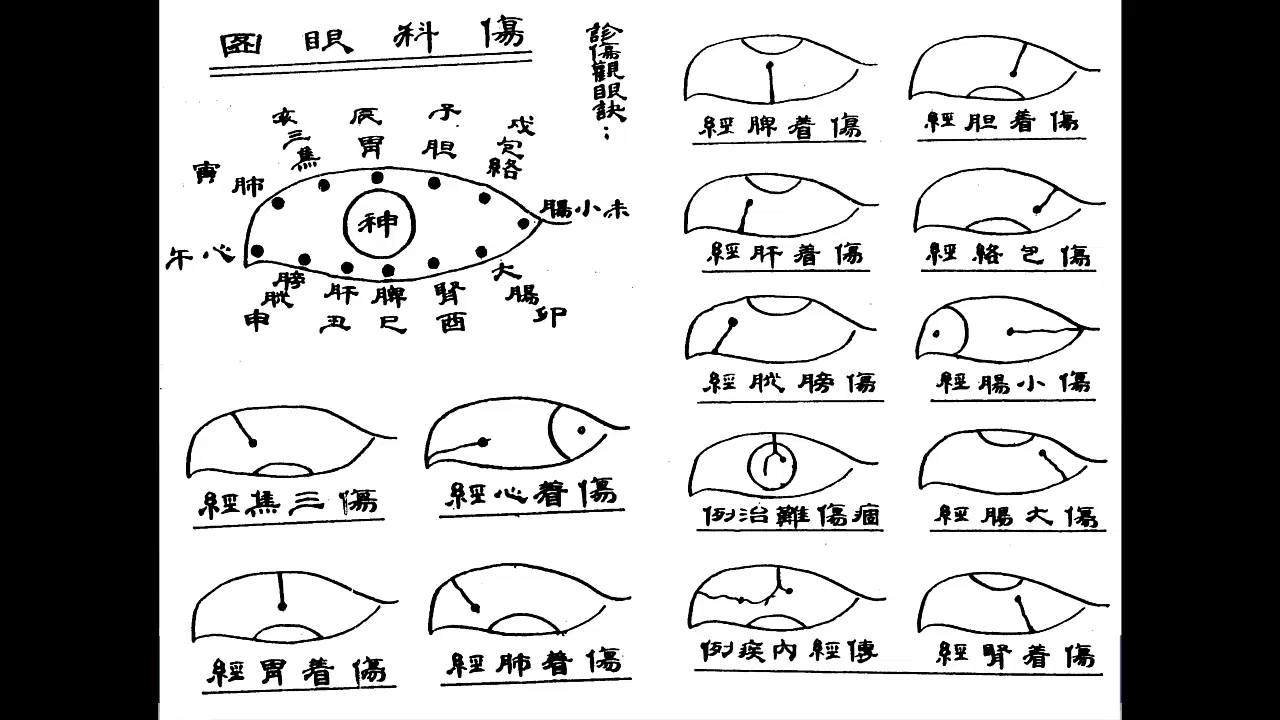 傷科眼圖
診傷觀眼訣：
子胆
戌包絡
辰胃
亥三焦
寅肺
未小腸
神
午心
申膀胱
丑肝
巳脾
酉腎
卯大腸
傷着胆經
傷着脾經
傷包絡經
傷着肝經
傷小腸經
傷膀胱經
傷大腸經
痼傷難治例
傷着腎經
傳經內疾例
傷着心經
傷三焦經
傷着肺經
傷着胃經